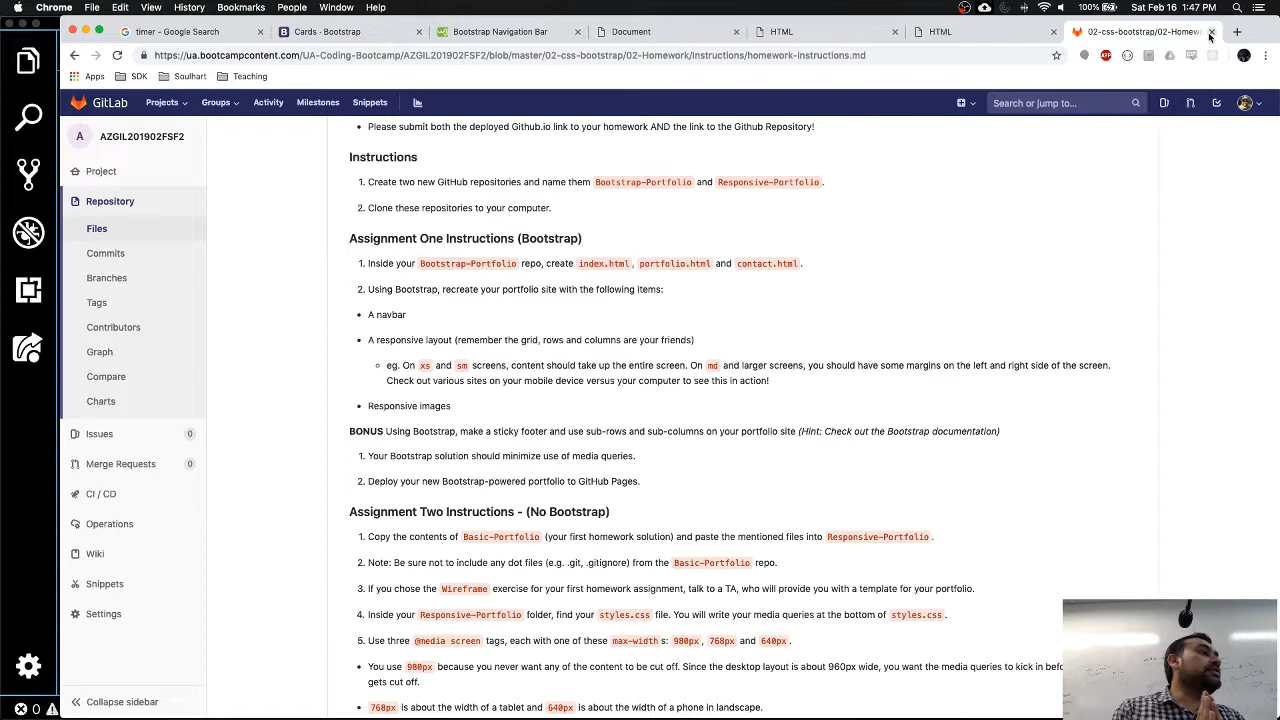 Chrome File Edit View History Bookmarks People Window Help
100% Sat Feb 16 1:47 PM
timer - Google Search
Cards · Bootstrap
Bootstrap Navigation Bar
Document
HTML
HTML
02-css-bootstrap/02-Homew
https://ua.bootcampcontent.com/UA-Coding-Bootcamp/AZGIL201902FSF2/blob/master/02-css-bootstrap/02-Homework/Instructions/homework-instructions.md
Apps SDK Soulhart Teaching
GitLab Projects Groups Activity Milestones Snippets
Search or jump to...
A AZGIL201902FSF2
Project
Repository
Files
Commits
Branches
Tags
Contributors
Graph
Compare
Charts
Issues 0
Merge Requests 0
CI / CD
Operations
Wiki
Snippets
Settings
Collapse sidebar
0
• Please submit both the deployed Github.io link to your homework AND the link to the Github Repository!
Instructions
1. Create two new GitHub repositories and name them Bootstrap-Portfolio and Responsive-Portfolio.
2. Clone these repositories to your computer.
Assignment One Instructions (Bootstrap)
1. Inside your Bootstrap-Portfolio repo, create index.html, portfolio.html and contact.html.
2. Using Bootstrap, recreate your portfolio site with the following items:
• A navbar
• A responsive layout (remember the grid, rows and columns are your friends)
eg. On xs and sm screens, content should take up the entire screen. On md and larger screens, you should have some margins on the left and right side of the screen.
Check out various sites on your mobile device versus your computer to see this in action!
• Responsive images
BONUS Using Bootstrap, make a sticky footer and use sub-rows and sub-columns on your portfolio site (Hint: Check out the Bootstrap documentation)
1. Your Bootstrap solution should minimize use of media queries.
2. Deploy your new Bootstrap-powered portfolio to GitHub Pages.
Assignment Two Instructions - (No Bootstrap)
1. Copy the contents of Basic-Portfolio (your first homework solution) and paste the mentioned files into Responsive-Portfolio.
2. Note: Be sure not to include any dot files (e.g. .git, .gitignore) from the Basic-Portfolio repo.
3. If you chose the Wireframe exercise for your first homework assignment, talk to a TA, who will provide you with a template for your portfolio.
4. Inside your Responsive-Portfolio folder, find your styles.css file. You will write your media queries at the bottom of styles.css.
5. Use three @media screen tags, each with one of these max-width s: 980px, 768px and 640px.
• You use 980px because you never want any of the content to be cut off. Since the desktop layout is about 960px wide, you want the media queries to kick in befo
gets cut off.
• 768px is about the width of a tablet and 640px is about the width of a phone in landscape.